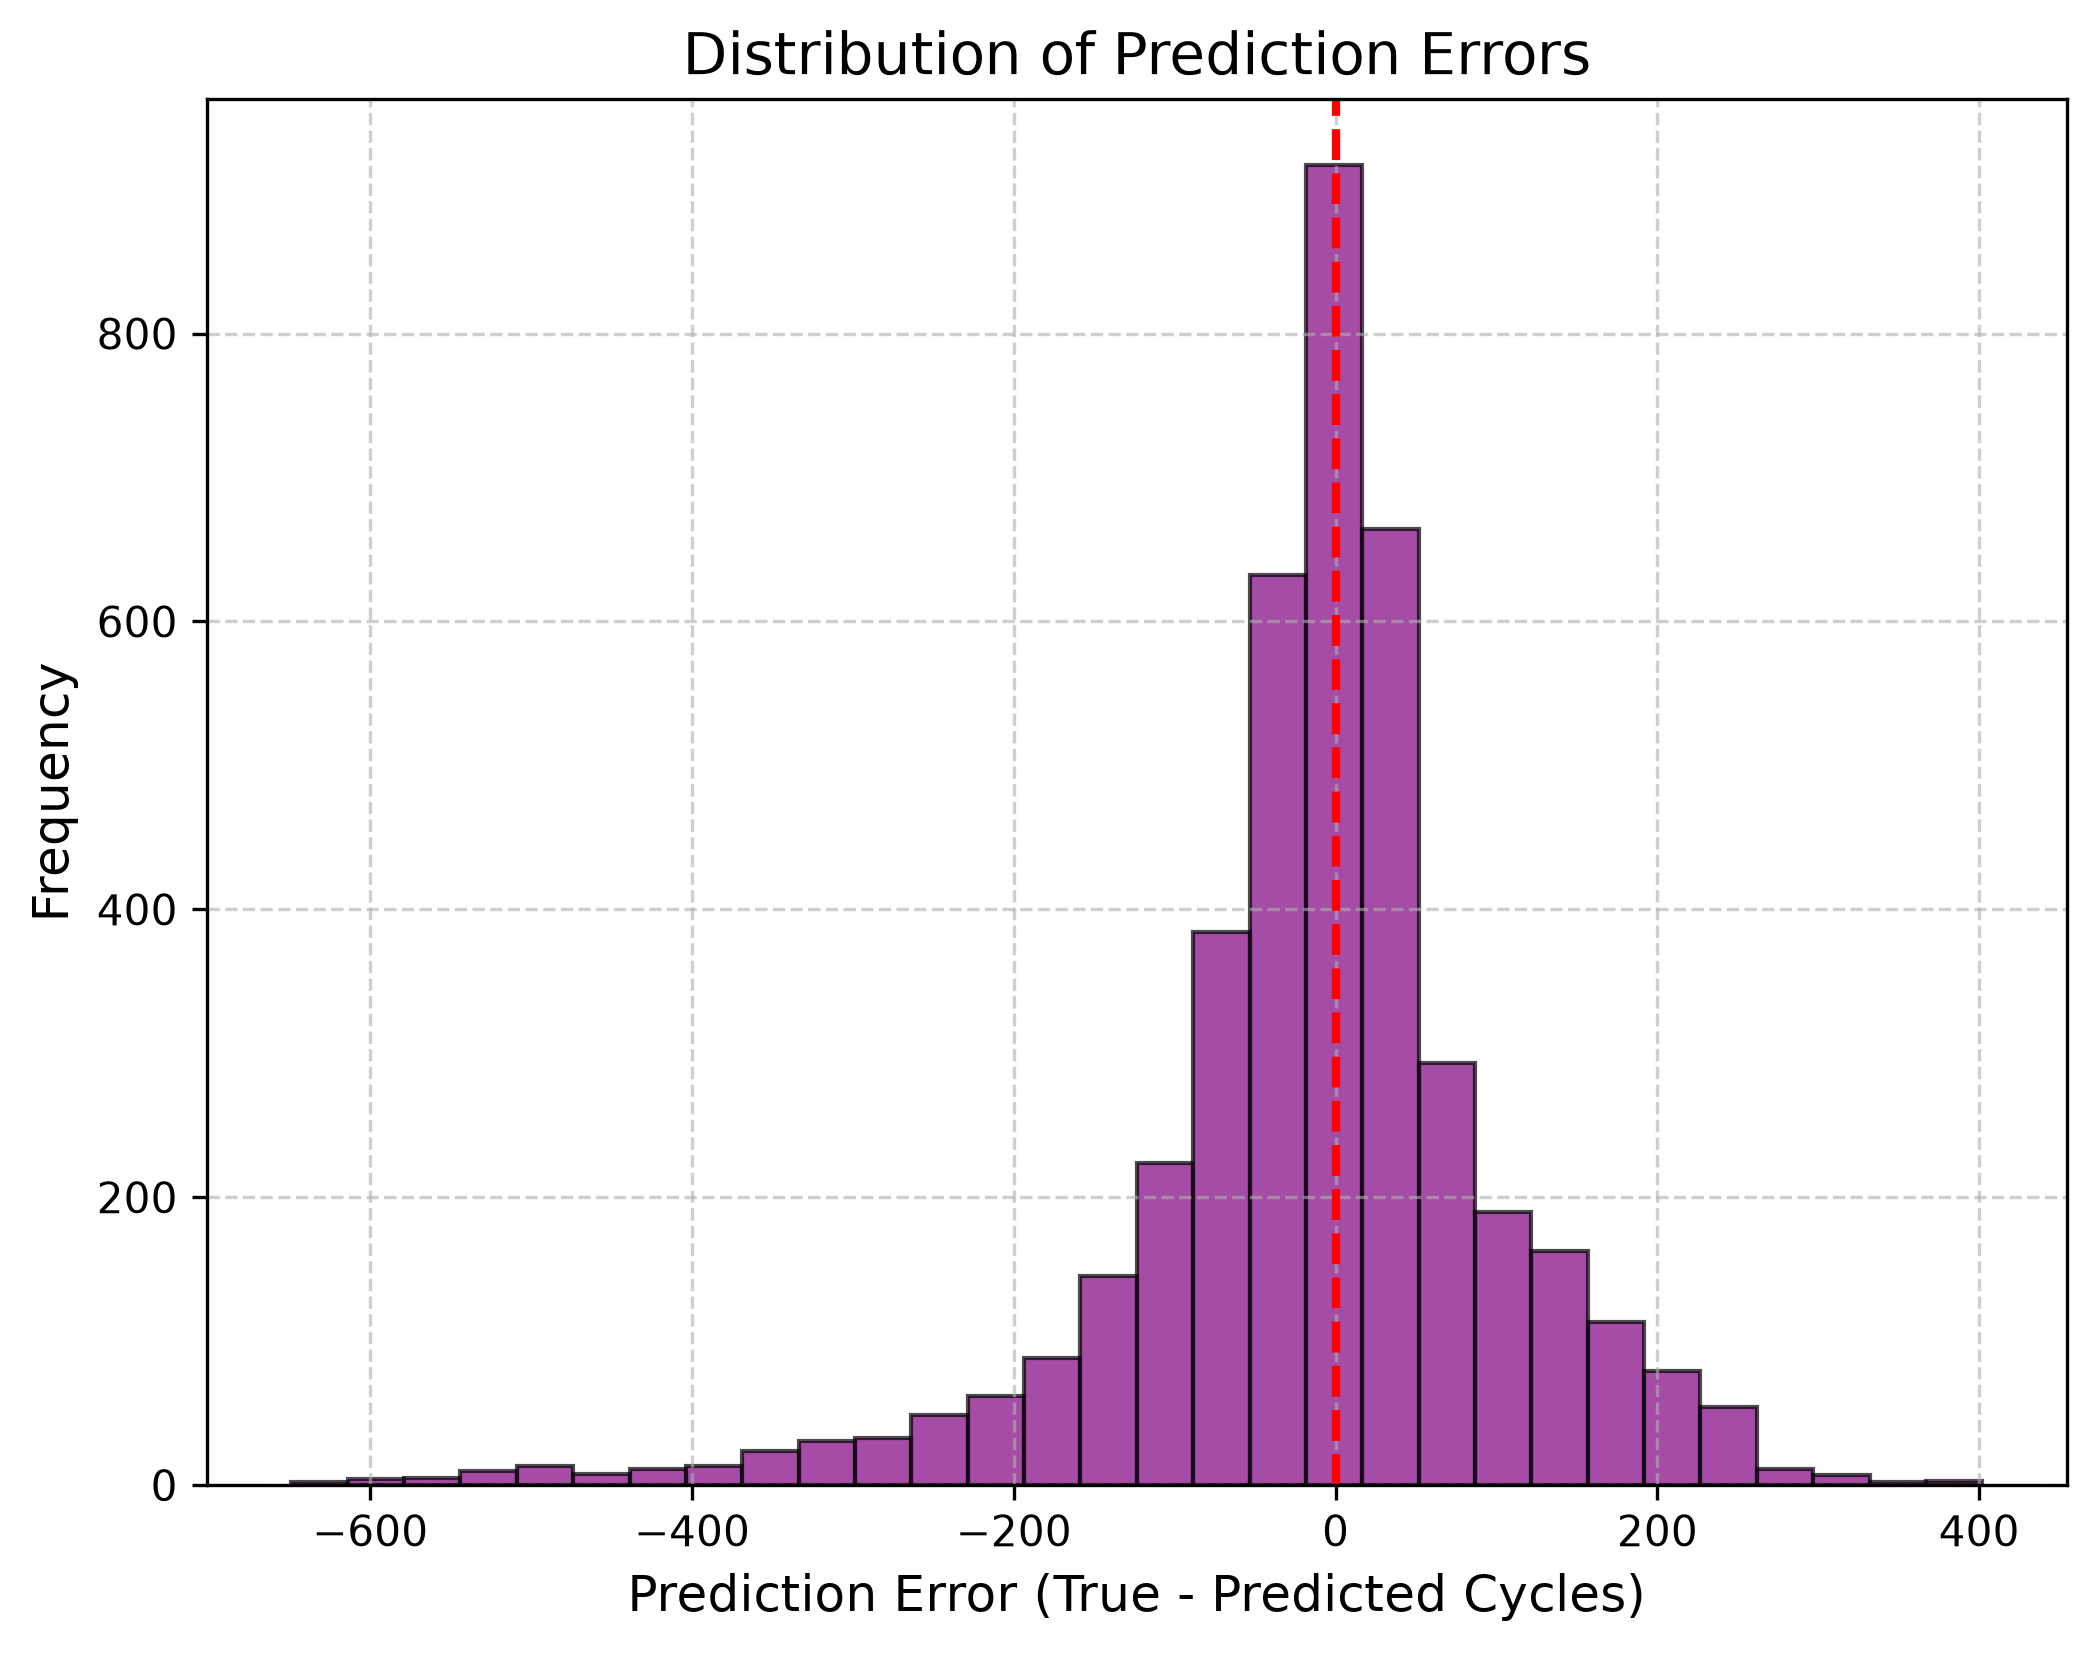 Distribution of Prediction Errors
Frequency
800
600
400
200
0
−600 −400 −200 0 200 400
Prediction Error (True - Predicted Cycles)